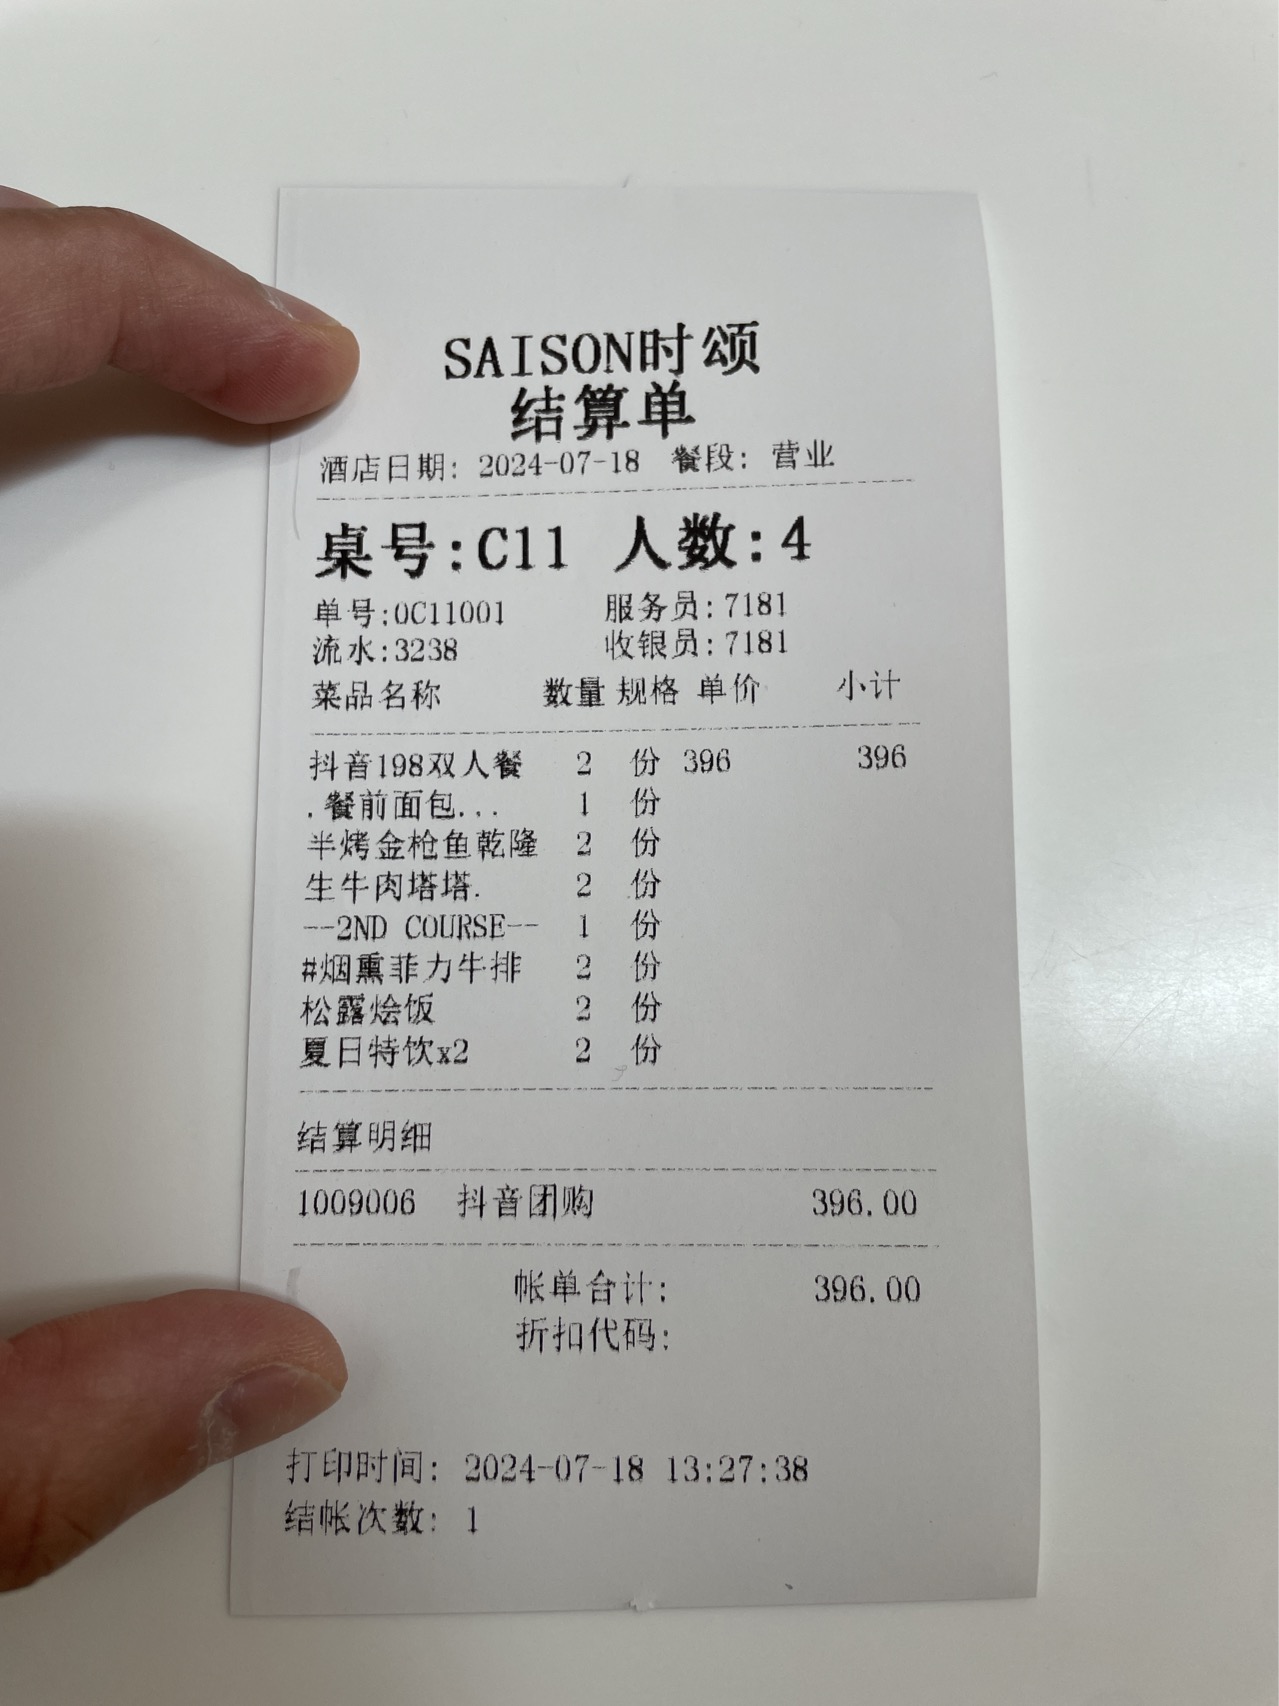 SAISON时颂
结算单
酒店日期: 2024-07-18 餐段: 营业
桌号:C11 人数:4
单号:0C11001 服务员:7181
流水:3238 收银员:7181
菜品名称 数量 规格 单价 小计
抖音198双人餐 2 份 396 396
.餐前面包... 1 份
半烤金枪鱼乾隆 2 份
生牛肉塔塔. 2 份
--2ND COURSE-- 1 份
#烟熏菲力牛排 2 份
松露烩饭 2 份
夏日特饮x2 2 份
结算明细
1009006 抖音团购 396.00
帐单合计: 396.00
折扣代码:
打印时间: 2024-07-18 13:27:38
结帐次数: 1